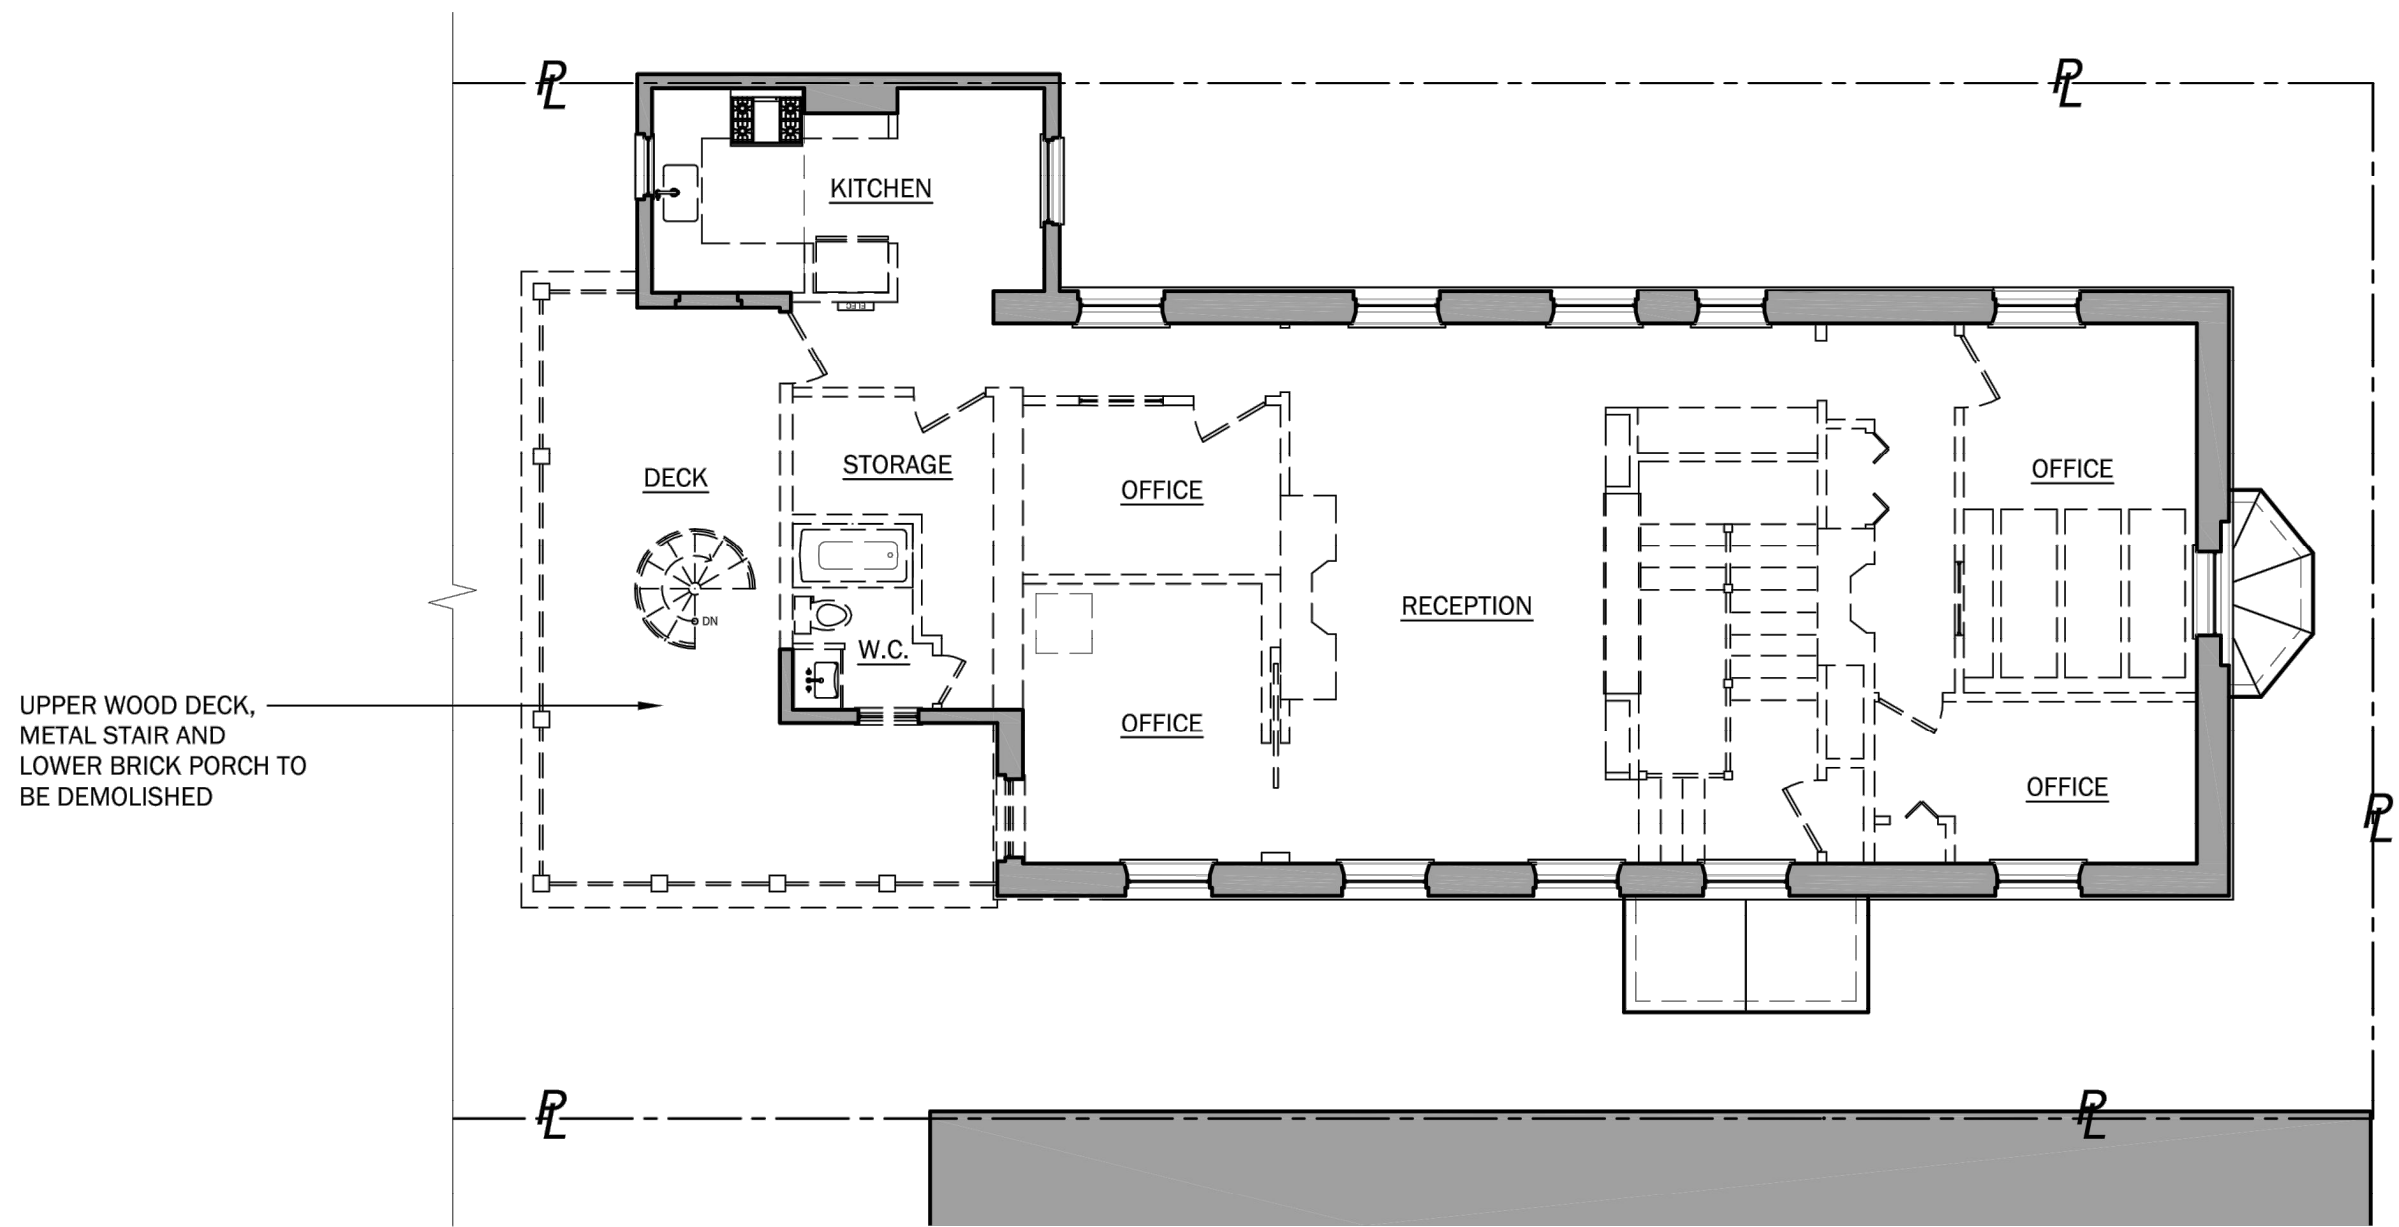 PL
PL
KITCHEN
ELEC
DECK
STORAGE
OFFICE
OFFICE
RECEPTION
DN
W.C.
UPPER WOOD DECK,
METAL STAIR AND
LOWER BRICK PORCH TO
BE DEMOLISHED
OFFICE
OFFICE
PL
PL
PL